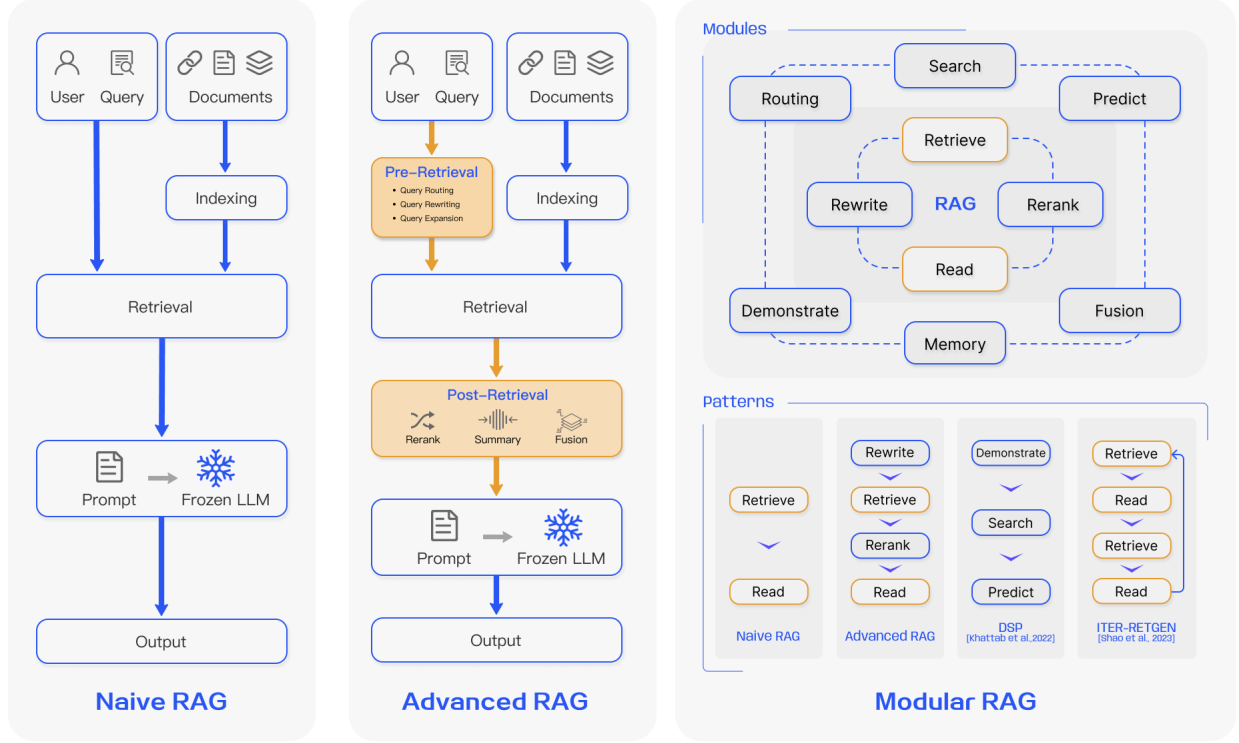 User Query
Documents
Indexing
Retrieval
Prompt
Frozen LLM
Output
Naive RAG
User Query
Documents
Pre-Retrieval
• Query Routing
• Query Rewriting
• Query Expansion
Indexing
Retrieval
Post-Retrieval
Rerank
Summary
Fusion
Prompt
Frozen LLM
Output
Advanced RAG
Modules
Search
Routing
Predict
Retrieve
Rewrite
RAG
Rerank
Read
Demonstrate
Fusion
Memory
Patterns
Retrieve
Read
Naive RAG
Rewrite
Retrieve
Rerank
Read
Advanced RAG
Demonstrate
Search
Predict
DSP
[Khattab et al.,2022]
Retrieve
Read
Retrieve
Read
ITER-RETGEN
[Shao et al., 2023]
Modular RAG